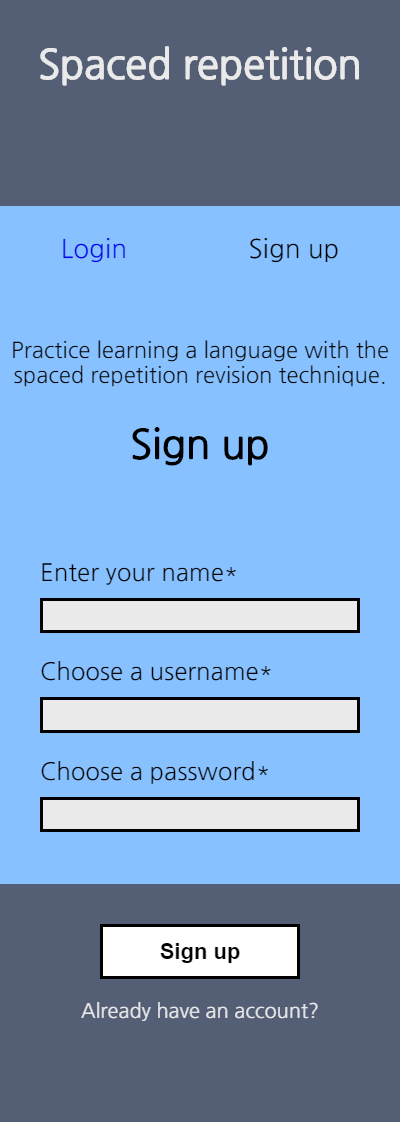 Spaced repetition
Login Sign up
Practice learning a language with the
spaced repetition revision technique.
Sign up
Enter your name*
Choose a username*
Choose a password*
Sign up
Already have an account?